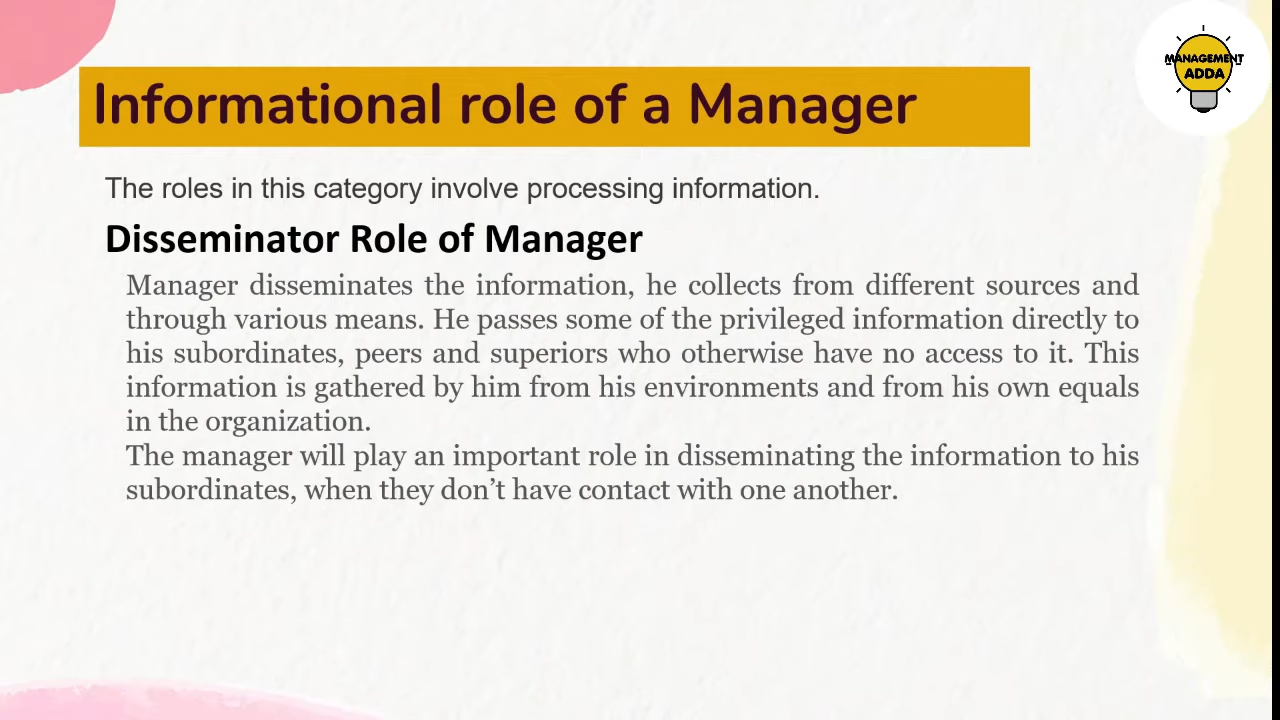 MANAGEMENT
ADDA
Informational role of a Manager
The roles in this category involve processing information.
Disseminator Role of Manager
Manager disseminates the information, he collects from different sources and
through various means. He passes some of the privileged information directly to
his subordinates, peers and superiors who otherwise have no access to it. This
information is gathered by him from his environments and from his own equals
in the organization.
The manager will play an important role in disseminating the information to his
subordinates, when they don’t have contact with one another.